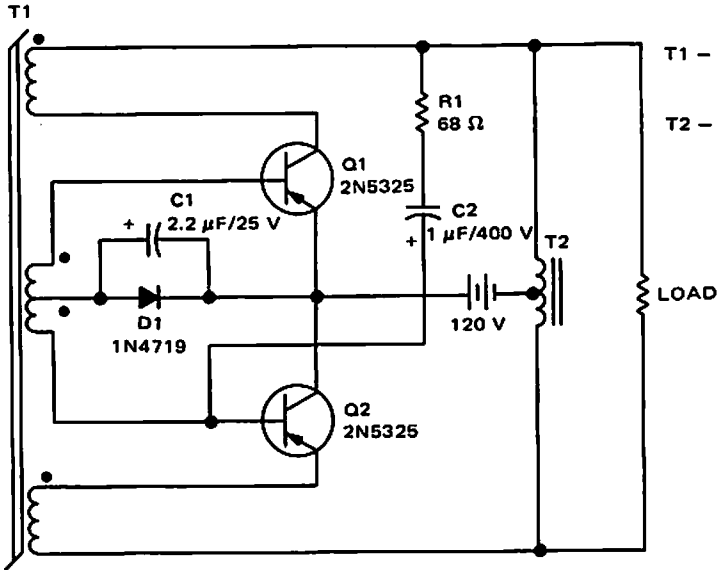 T1
T1 –
T2 –
R1
68 Ω
Q1
2N5325
C1
+ 2.2 µF/25 V
C2
+ 1 µF/400 V
T2
D1
1N4719
120 V
LOAD
Q2
2N5325